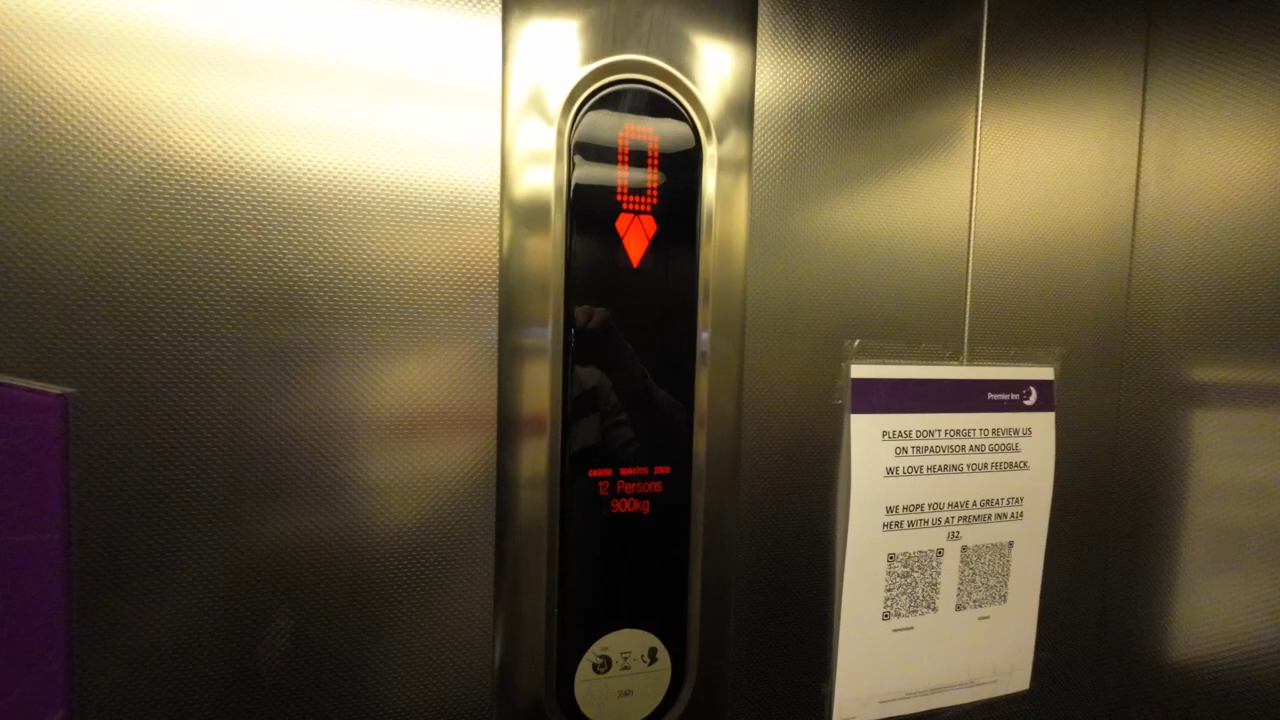 0
12 Persons
900kg
Premier Inn
PLEASE DON'T FORGET TO REVIEW US
ON TRIPADVISOR AND GOOGLE.
WE LOVE HEARING YOUR FEEDBACK.
WE HOPE YOU HAVE A GREAT STAY
HERE WITH US AT PREMIER INN A14
J32.